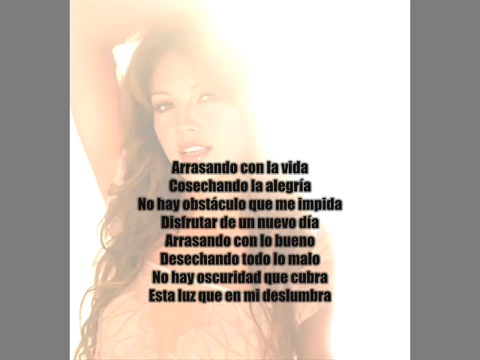 Arrasando con la vida
Cosechando la alegría
No hay obstáculo que me impida
Disfrutar de un nuevo día
Arrasando con lo bueno
Desechando todo lo malo
No hay oscuridad que cubra
Esta luz que en mi deslumbra